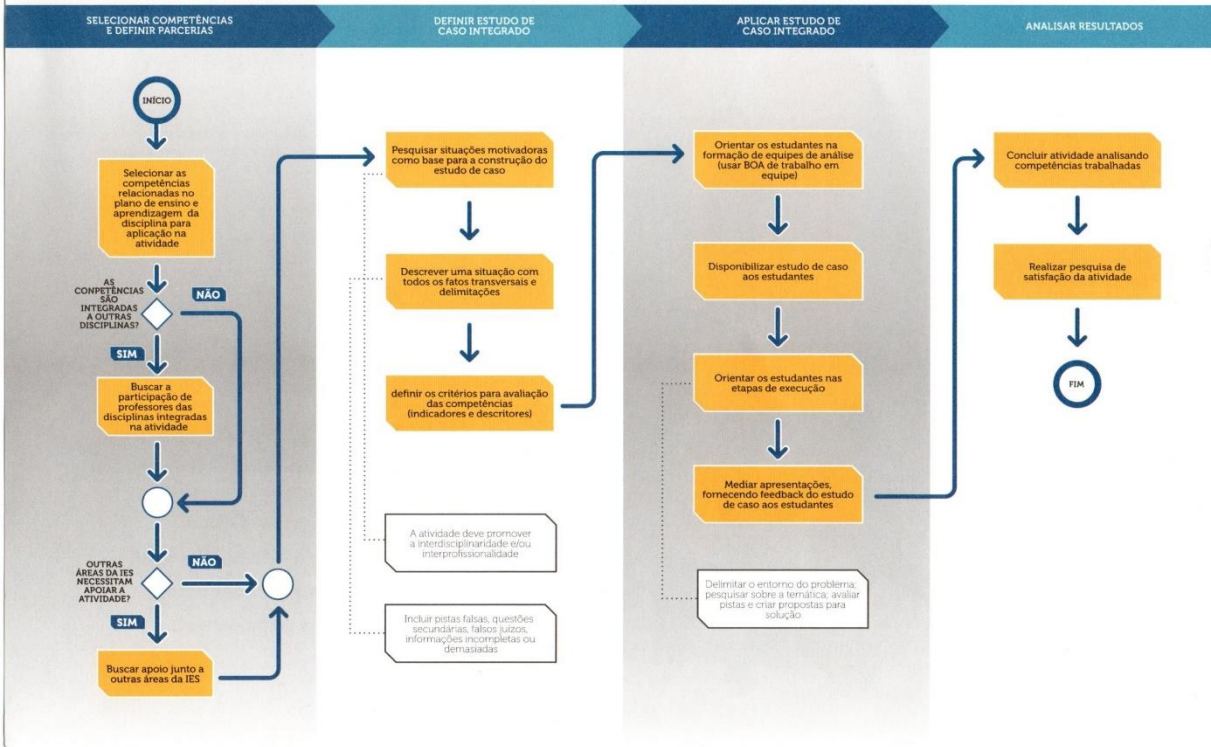 SELECIONAR COMPETÊNCIAS
E DEFINIR PARCERIAS
DEFINIR ESTUDO DE
CASO INTEGRADO
APLICAR ESTUDO DE
CASO INTEGRADO
ANALISAR RESULTADOS
INÍCIO
Selecionar as
competências
relacionadas no
plano de ensino e
aprendizagem da
disciplina para
aplicação na
atividade
AS
COMPETÊNCIAS
SÃO
INTEGRADAS
A OUTRAS
DISCIPLINAS?
NÃO
SIM
Buscar a
participação de
professores das
disciplinas integradas
na atividade
OUTRAS
ÁREAS DA IES
NECESSITAM
APOIAR A
ATIVIDADE?
NÃO
SIM
Buscar apoio junto a
outras áreas da IES
Pesquisar situações motivadoras
como base para a construção do
estudo de caso
Descrever uma situação com
todos os fatos transversais e
delimitações
definir os critérios para avaliação
das competências
(indicadores e descritores)
A atividade deve promover
a interdisciplinaridade e/ou
interprofissionalidade
Incluir pistas falsas, questões
secundárias, falsos juízos,
informações incompletas ou
demasiadas
Orientar os estudantes na
formação de equipes de análise
(usar BOA de trabalho em
equipe)
Disponibilizar estudo de caso
aos estudantes
Orientar os estudantes nas
etapas de execução
Mediar apresentações,
fornecendo feedback do estudo
de caso aos estudantes
Delimitar o entorno do problema;
pesquisar sobre a temática; avaliar
pistas e criar propostas para
solução
Concluir atividade analisando
competências trabalhadas
Realizar pesquisa de
satisfação da atividade
FIM